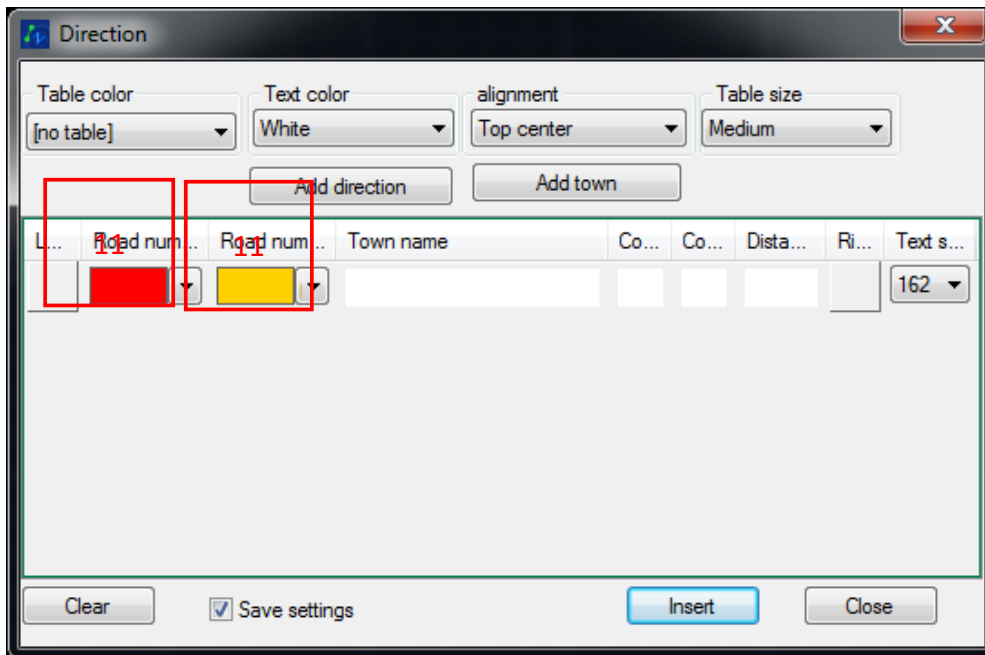 Direction
Table color Text color alignment Table size
[no table] White Top center Medium
Add direction Add town
L... Road num... Road num... Town name Co... Co... Dista... Ri... Text s...
11 11
162
Clear Save settings Insert Close